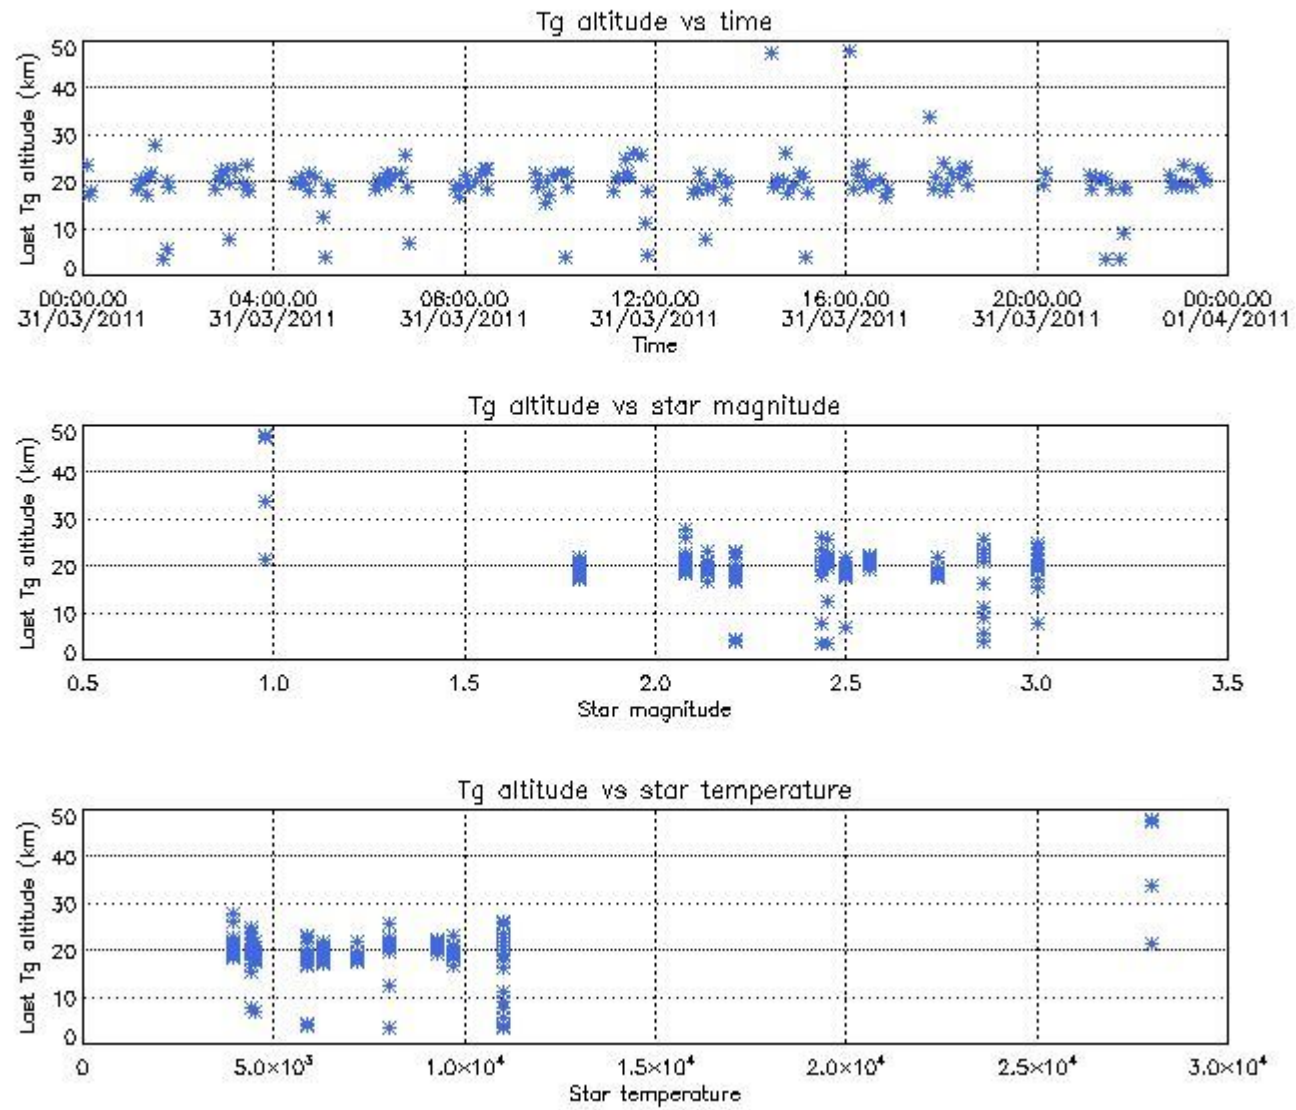 Tg altitude vs time
Last Tg altitude (km)
50
40
30
20
10
0
00:00.00 04:00.00 08:00.00 12:00.00 16:00.00 20:00.00 00:00.00
31/03/2011 31/03/2011 31/03/2011 31/03/2011 31/03/2011 31/03/2011 01/04/2011
Time
Tg altitude vs star magnitude
Last Tg altitude (km)
50
40
30
20
10
0
0.5 1.0 1.5 2.0 2.5 3.0 3.5
Star magnitude
Tg altitude vs star temperature
Last Tg altitude (km)
50
40
30
20
10
0
0 5.0×10³ 1.0×10⁴ 1.5×10⁴ 2.0×10⁴ 2.5×10⁴ 3.0×10⁴
Star temperature